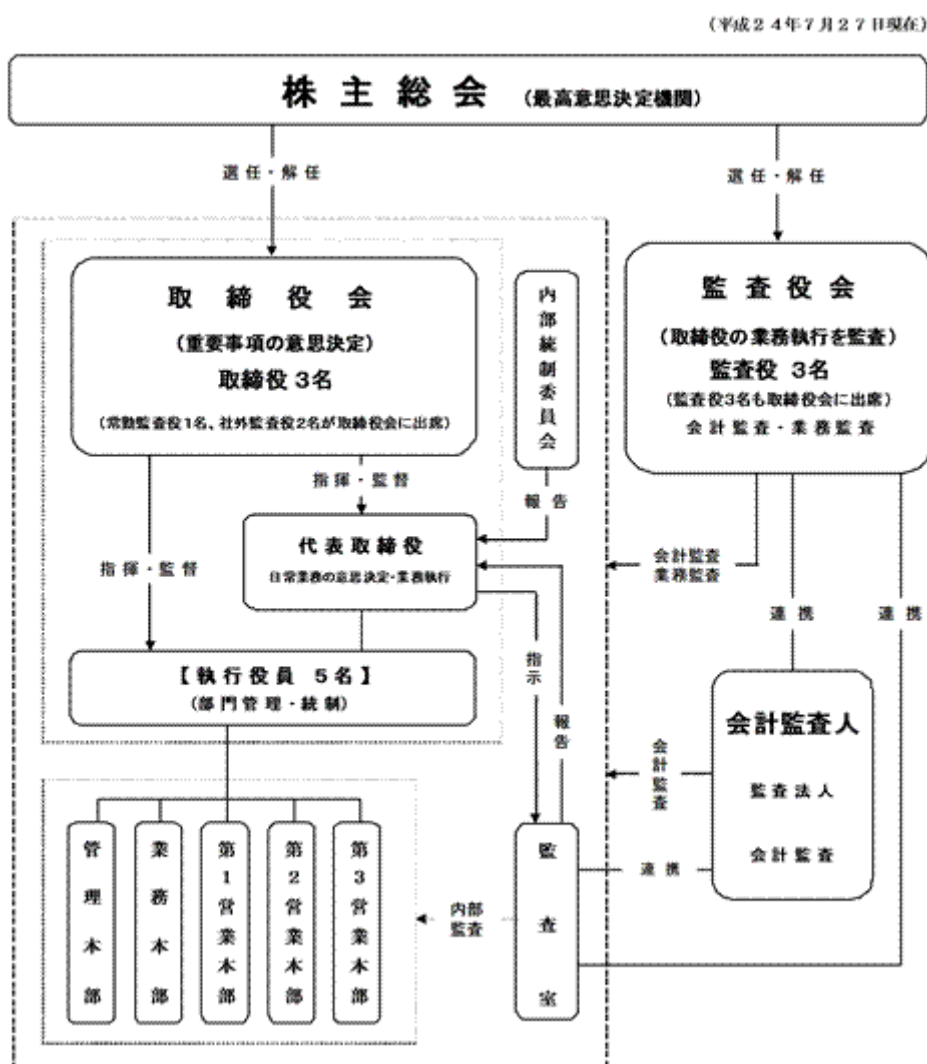 (平成24年7月27日現在)
株主総会 (最高意思決定機関)
選任・解任
選任・解任
取締役会
(重要事項の意思決定)
取締役3名
(常勤監査役1名、社外監査役2名が取締役会に出席)
内部統制委員会
監査役会
(取締役の業務執行を監査)
監査役 3名
(監査役3名も取締役会に出席)
会計監査・業務監査
指揮・監督
報告
代表取締役
日常業務の意思決定・業務執行
指揮・監督
会計監査
業務監査
連携
連携
指示
【執行役員 5名】
(部門管理・統制)
報告
会計監査人
監査法人
会計監査
会計監査
管理本部
業務本部
第1営業本部
第2営業本部
第3営業本部
監査室
連携
内部
監査